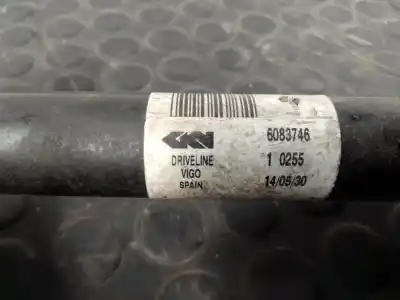 GKN 6083746
DRIVELINE 1 0255
VIGO
SPAIN 14/05/30